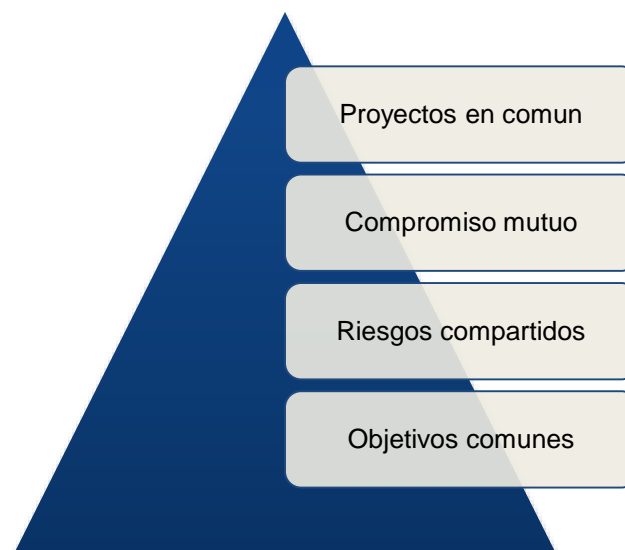 Proyectos en comun
Compromiso mutuo
Riesgos compartidos
Objetivos comunes